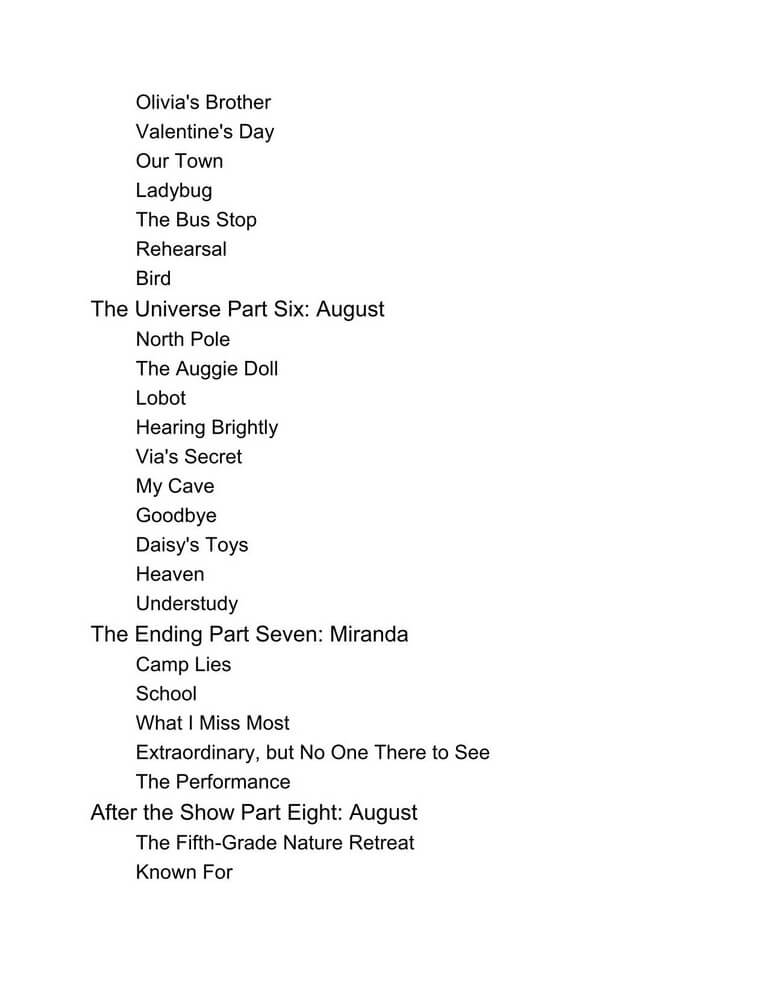 Olivia's Brother
Valentine's Day
Our Town
Ladybug
The Bus Stop
Rehearsal
Bird
The Universe Part Six: August
North Pole
The Auggie Doll
Lobot
Hearing Brightly
Via's Secret
My Cave
Goodbye
Daisy's Toys
Heaven
Understudy
The Ending Part Seven: Miranda
Camp Lies
School
What I Miss Most
Extraordinary, but No One There to See
The Performance
After the Show Part Eight: August
The Fifth-Grade Nature Retreat
Known For